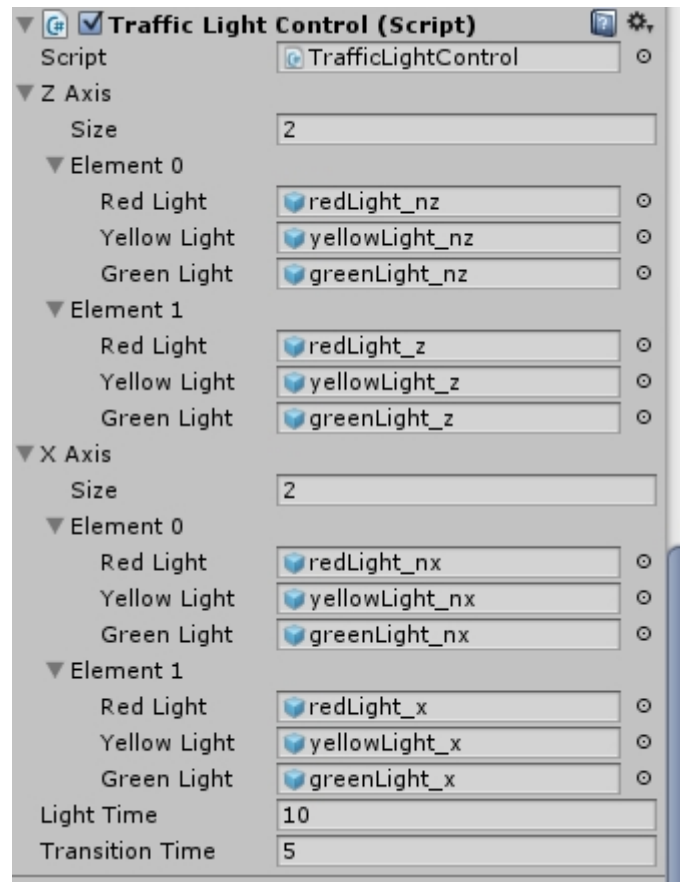 Traffic Light Control (Script)
Script TrafficLightControl
Z Axis
Size 2
Element 0
Red Light redLight_nz
Yellow Light yellowLight_nz
Green Light greenLight_nz
Element 1
Red Light redLight_z
Yellow Light yellowLight_z
Green Light greenLight_z
X Axis
Size 2
Element 0
Red Light redLight_nx
Yellow Light yellowLight_nx
Green Light greenLight_nx
Element 1
Red Light redLight_x
Yellow Light yellowLight_x
Green Light greenLight_x
Light Time 10
Transition Time 5